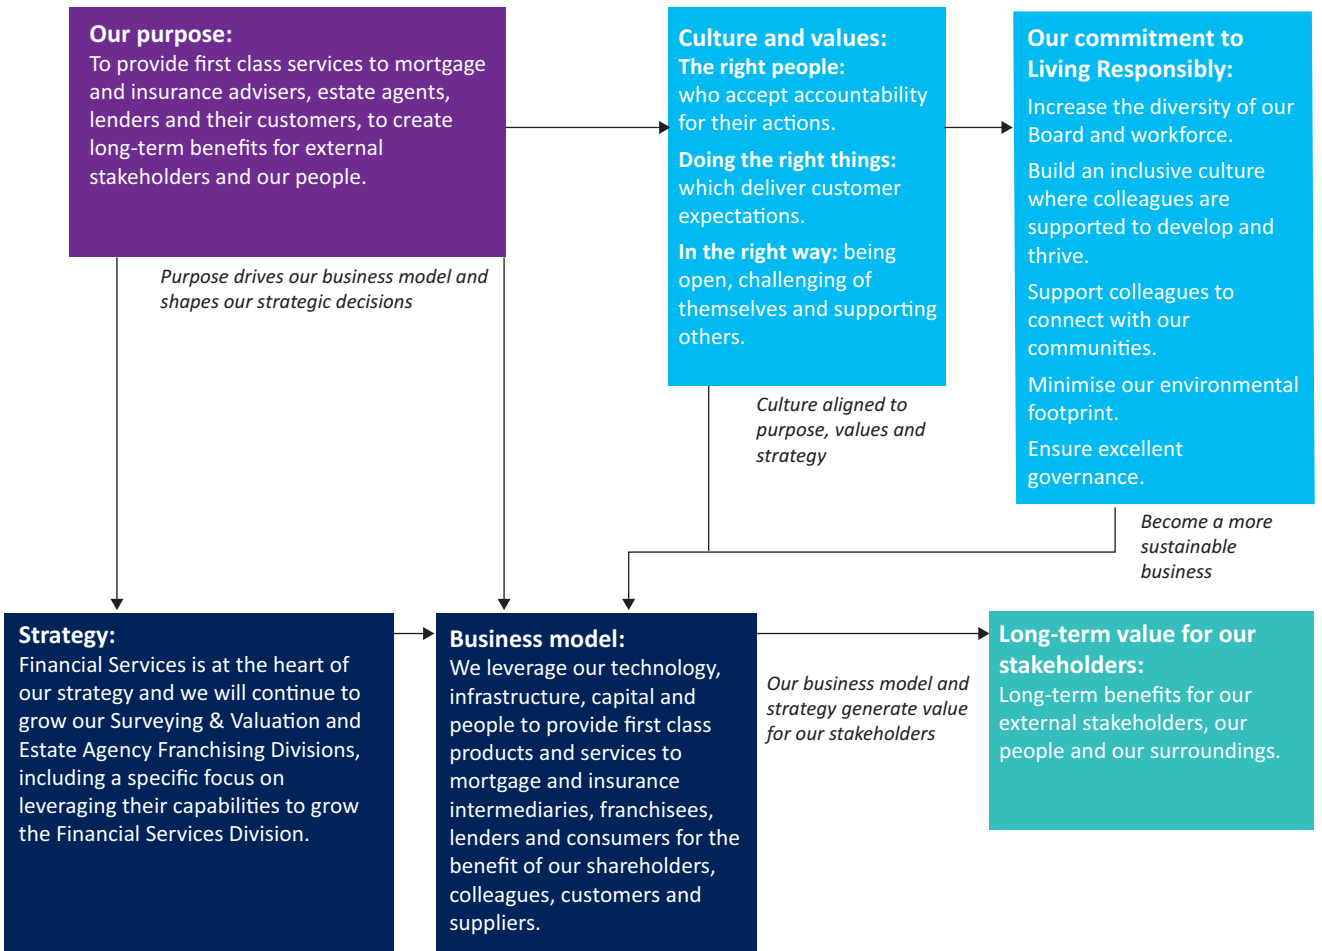 Our purpose:
To provide first class services to mortgage
and insurance advisers, estate agents,
lenders and their customers, to create
long-term benefits for external
stakeholders and our people.
Culture and values:
The right people:
who accept accountability
for their actions.
Doing the right things:
which deliver customer
expectations.
In the right way: being
open, challenging of
themselves and supporting
others.
Our commitment to
Living Responsibly:
Increase the diversity of our
Board and workforce.
Build an inclusive culture
where colleagues are
supported to develop and
thrive.
Support colleagues to
connect with our
communities.
Minimise our environmental
footprint.
Ensure excellent
governance.
Purpose drives our business model and
shapes our strategic decisions
Culture aligned to
purpose, values and
strategy
Become a more
sustainable
business
Strategy:
Financial Services is at the heart of
our strategy and we will continue to
grow our Surveying & Valuation and
Estate Agency Franchising Divisions,
including a specific focus on
leveraging their capabilities to grow
the Financial Services Division.
Business model:
We leverage our technology,
infrastructure, capital and
people to provide first class
products and services to
mortgage and insurance
intermediaries, franchisees,
lenders and consumers for the
benefit of our shareholders,
colleagues, customers and
suppliers.
Our business model and
strategy generate value
for our stakeholders
Long-term value for our
stakeholders:
Long-term benefits for our
external stakeholders, our
people and our surroundings.